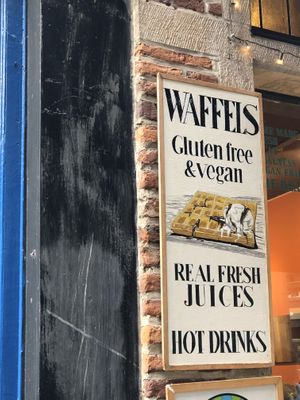 WAFFELS
Gluten free
& vegan
REAL FRESH
JUICES
HOT DRINKS